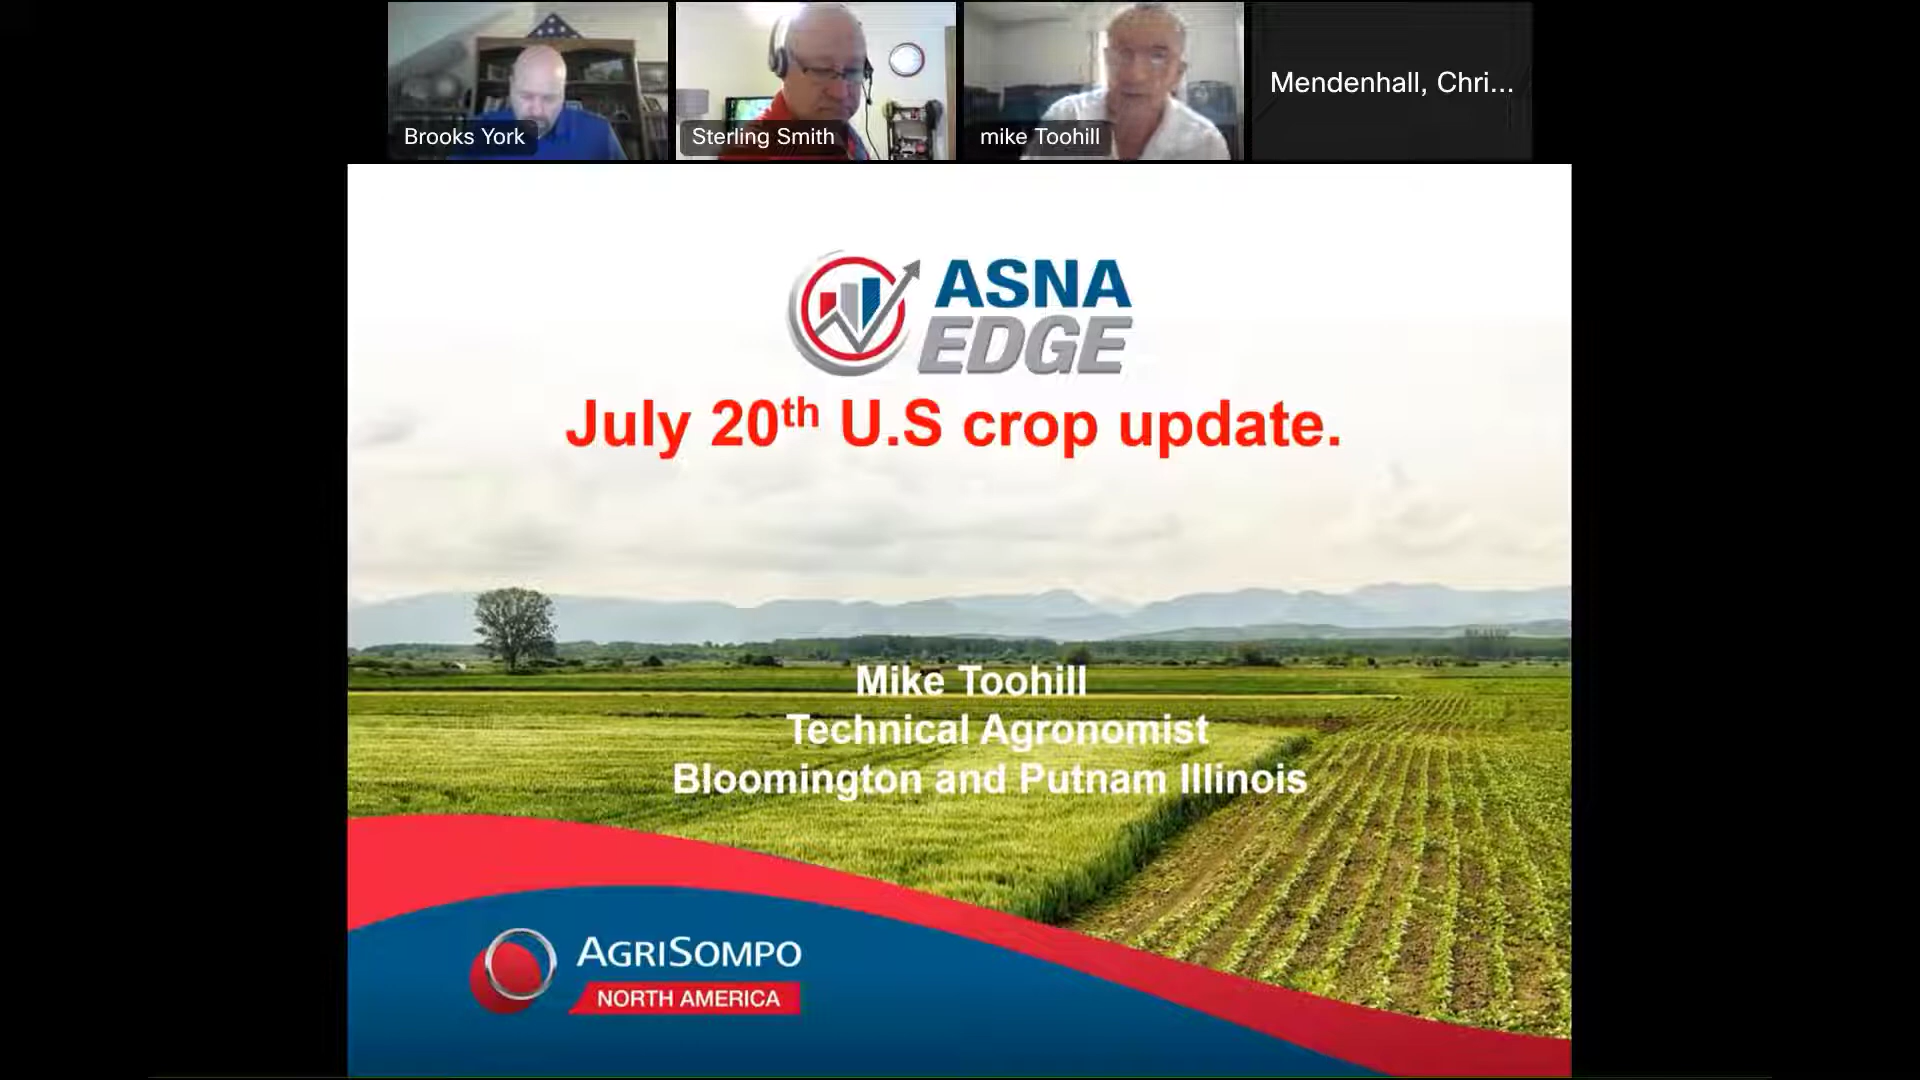 Brooks York
Sterling Smith
mike Toohill
Mendenhall, Chri...
ASNA
EDGE
July 20th U.S crop update.
Mike Toohill
Technical Agronomist
Bloomington and Putnam Illinois
AGRISOMPO
NORTH AMERICA